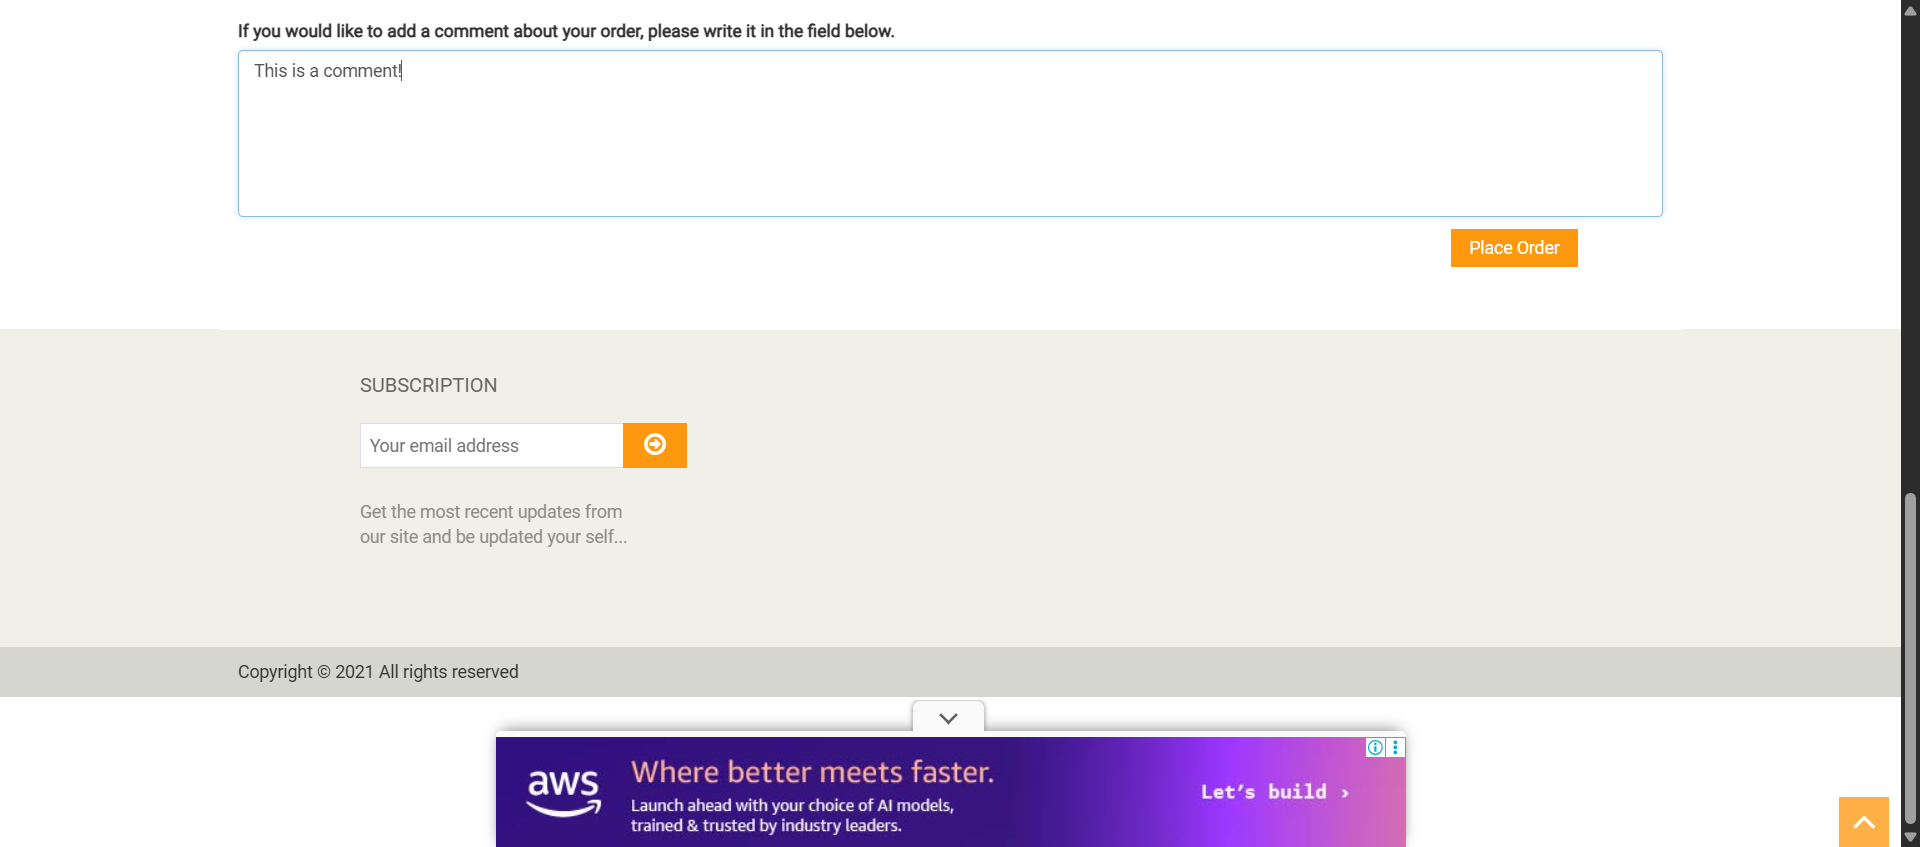 If you would like to add a comment about your order, please write it in the field below.
This is a comment!
Place Order
SUBSCRIPTION
Your email address
Get the most recent updates from
our site and be updated your self...
Copyright © 2021 All rights reserved
aws
Where better meets faster.
Launch ahead with your choice of AI models,
trained & trusted by industry leaders.
Let's build ›